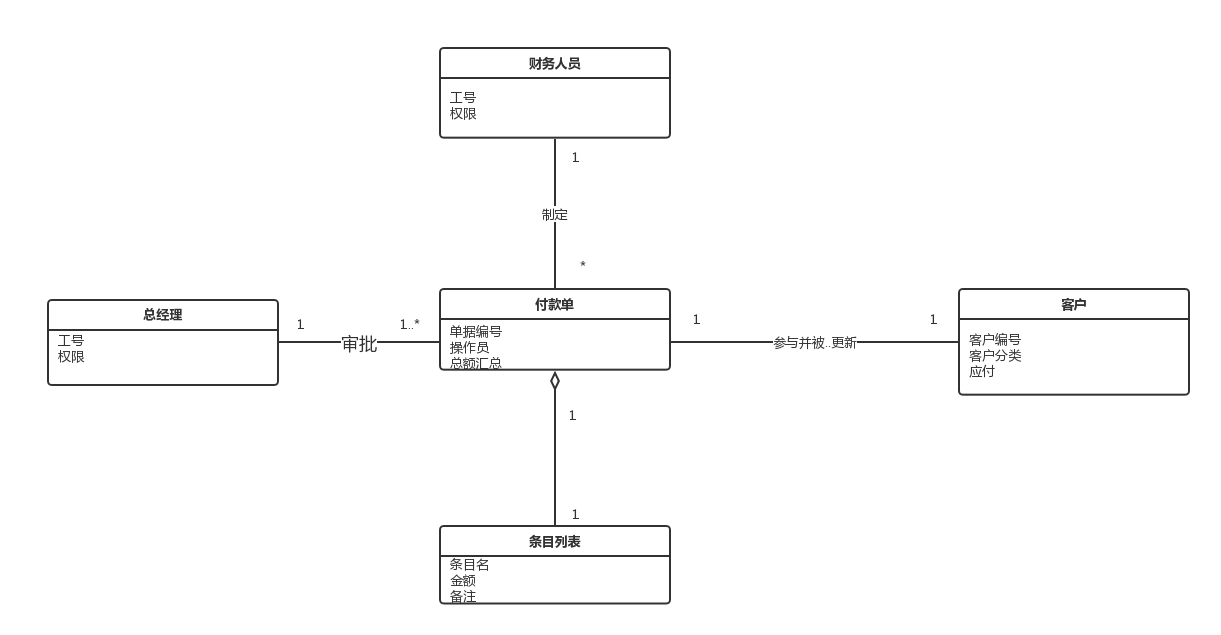 财务人员
工号
权限
1
制定
*
总经理
工号
权限
1
审批
1..*
付款单
单据编号
操作员
总额汇总
1
参与并被..更新
1
客户
客户编号
客户分类
应付
1
1
条目列表
条目名
金额
备注